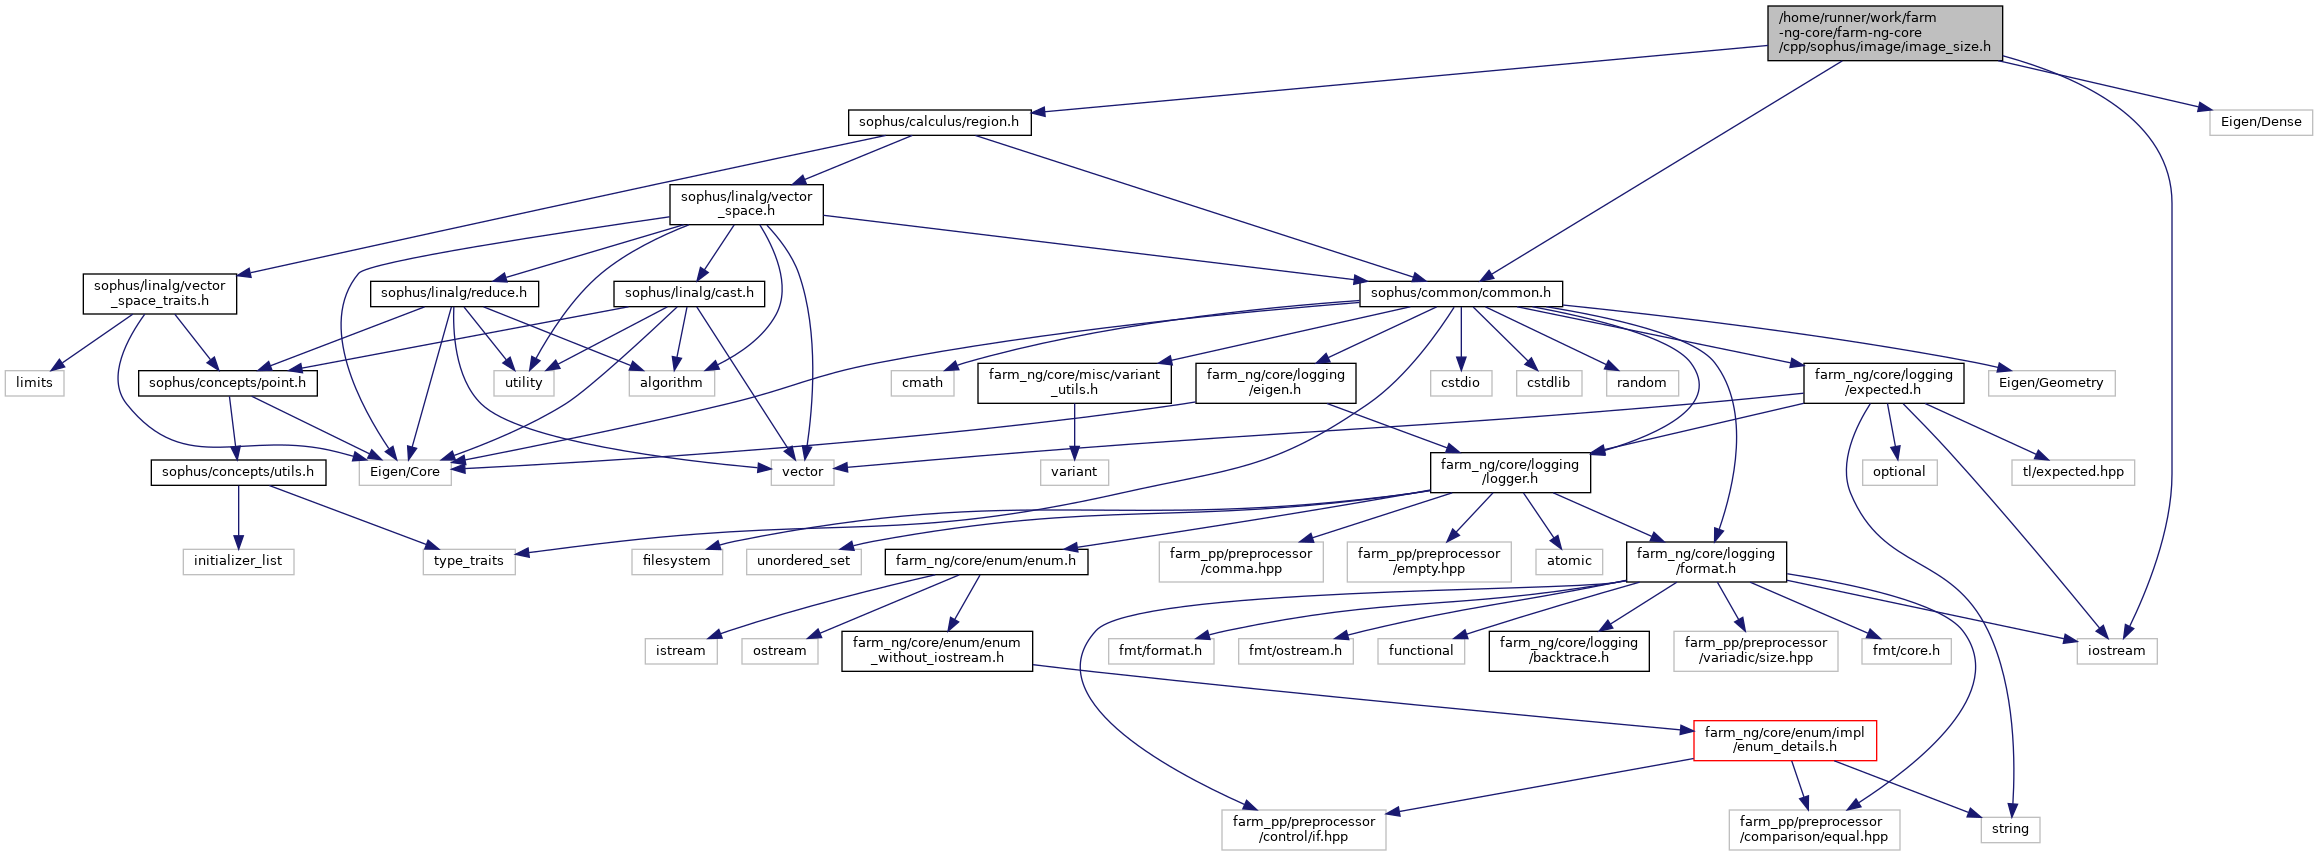 /home/runner/work/farm
-ng-core/farm-ng-core
/cpp/sophus/image/image_size.h
sophus/calculus/region.h
Eigen/Dense
sophus/linalg/vector
_space.h
sophus/linalg/vector
_space_traits.h
sophus/linalg/reduce.h
sophus/linalg/cast.h
sophus/common/common.h
limits
sophus/concepts/point.h
utility
algorithm
cmath
farm_ng/core/misc/variant
_utils.h
farm_ng/core/logging
/eigen.h
cstdio
cstdlib
random
farm_ng/core/logging
/expected.h
Eigen/Geometry
sophus/concepts/utils.h
Eigen/Core
vector
variant
farm_ng/core/logging
/logger.h
optional
tl/expected.hpp
initializer_list
type_traits
filesystem
unordered_set
farm_ng/core/enum/enum.h
farm_pp/preprocessor
/comma.hpp
farm_pp/preprocessor
/empty.hpp
atomic
farm_ng/core/logging
/format.h
istream
ostream
farm_ng/core/enum/enum
_without_iostream.h
fmt/format.h
fmt/ostream.h
functional
farm_ng/core/logging
/backtrace.h
farm_pp/preprocessor
/variadic/size.hpp
fmt/core.h
iostream
farm_ng/core/enum/impl
/enum_details.h
farm_pp/preprocessor
/control/if.hpp
farm_pp/preprocessor
/comparison/equal.hpp
string